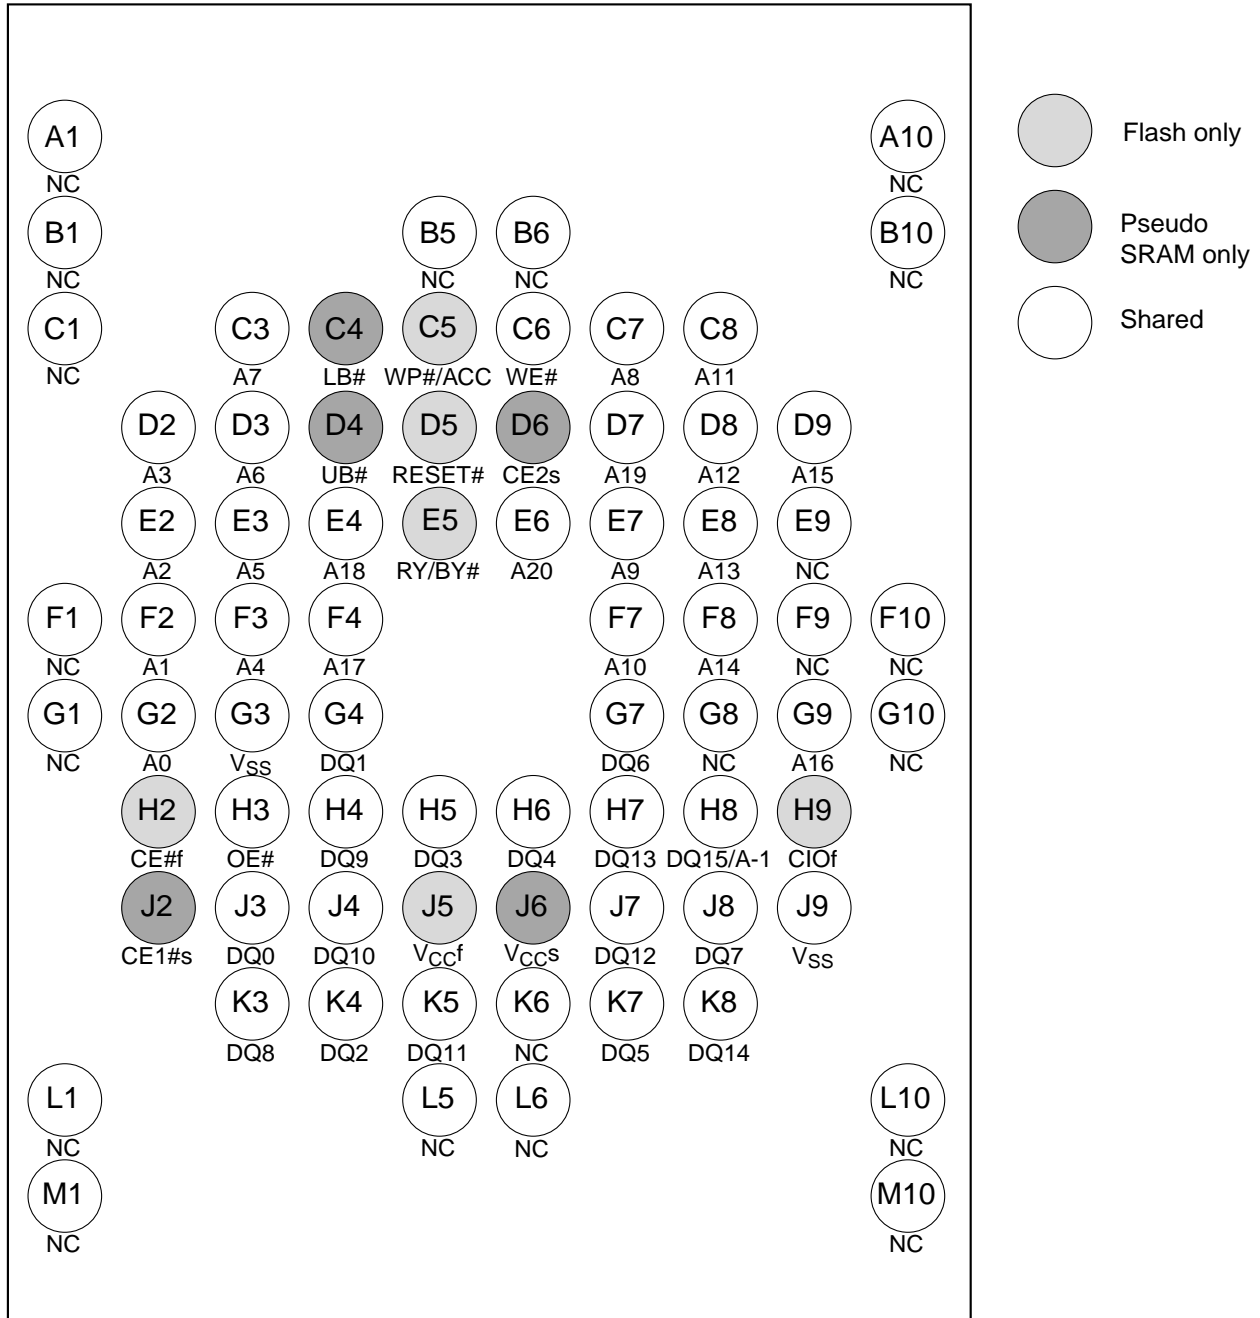 A1 A10
NC NC
B1 B5 B6 B10
NC NC NC NC
C1 C3 C4 C5 C6 C7 C8
NC A7 LB# WP#/ACC WE# A8 A11
D2 D3 D4 D5 D6 D7 D8 D9
A3 A6 UB# RESET# CE2s A19 A12 A15
E2 E3 E4 E5 E6 E7 E8 E9
A2 A5 A18 RY/BY# A20 A9 A13 NC
F1 F2 F3 F4 F7 F8 F9 F10
NC A1 A4 A17 A10 A14 NC NC
G1 G2 G3 G4 G7 G8 G9 G10
NC A0 VSS DQ1 DQ6 NC A16 NC
H2 H3 H4 H5 H6 H7 H8 H9
CE#f OE# DQ9 DQ3 DQ4 DQ13 DQ15/A-1 CIOf
J2 J3 J4 J5 J6 J7 J8 J9
CE1#s DQ0 DQ10 VCCf VCCs DQ12 DQ7 VSS
K3 K4 K5 K6 K7 K8
DQ8 DQ2 DQ11 NC DQ5 DQ14
L1 L5 L6 L10
NC NC NC NC
M1 M10
NC NC
Flash only
Pseudo
SRAM only
Shared